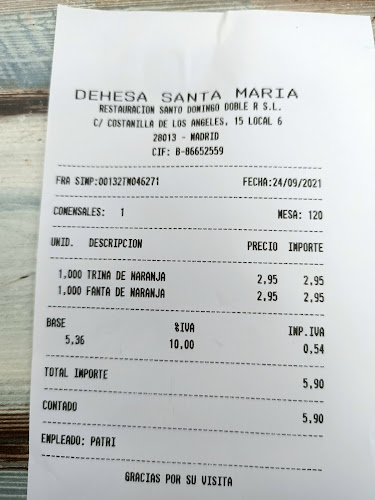 DEHESA SANTA MARIA
RESTAURACION SANTO DOMINGO DOBLE R S.L.
C/ COSTANILLA DE LOS ANGELES, 15 LOCAL 6
28013 - MADRID
CIF: B-86652559
FRA SIMP:00132TM046271 FECHA:24/09/2021
COMENSALES: 1 MESA: 120
UNID. DESCRIPCION PRECIO IMPORTE
1,000 TRINA DE NARANJA 2,95 2,95
1,000 FANTA DE NARANJA 2,95 2,95
BASE %IVA IMP.IVA
5,36 10,00 0,54
TOTAL IMPORTE 5,90
CONTADO 5,90
EMPLEADO: PATRI
GRACIAS POR SU VISITA